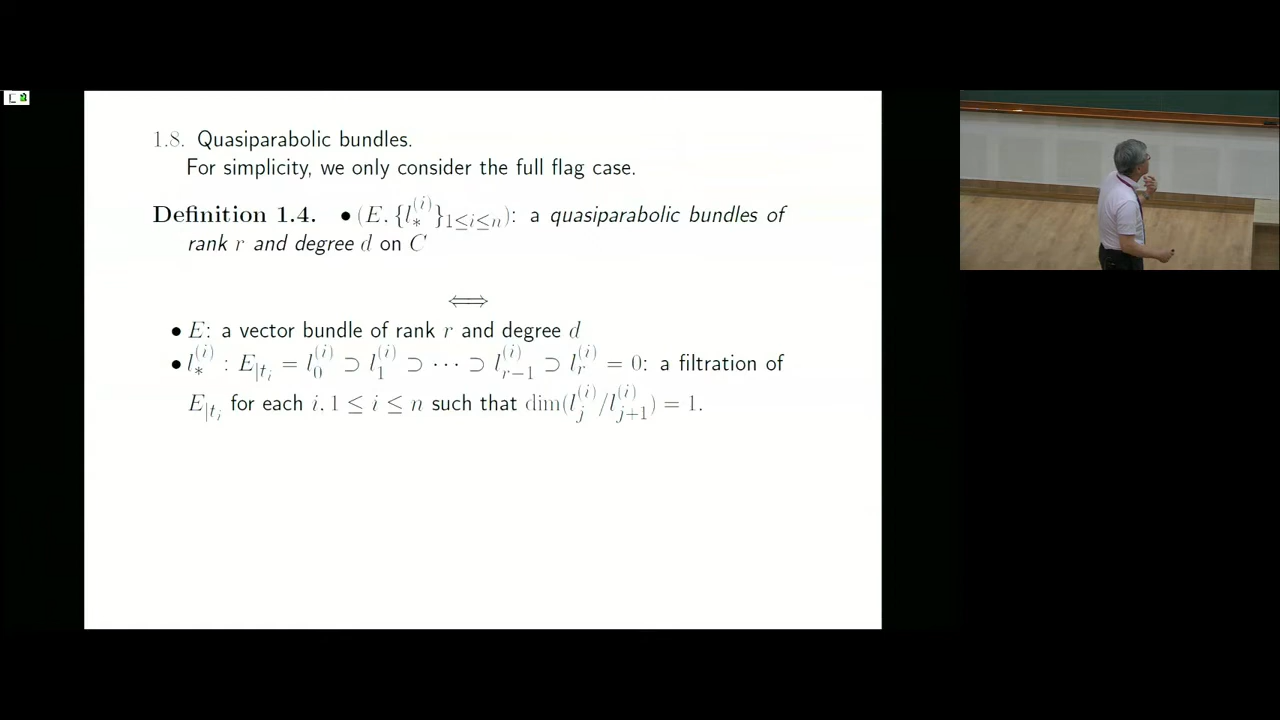 1.8. Quasiparabolic bundles.
For simplicity, we only consider the full flag case.
Definition 1.4. • (E, {l_*^{(i)}}_{1≤i≤n}): a quasiparabolic bundles of
rank r and degree d on C
⟺
• E: a vector bundle of rank r and degree d
• l_*^{(i)} : E_{|t_i} = l_0^{(i)} ⊃ l_1^{(i)} ⊃ ⋯ ⊃ l_{r−1}^{(i)} ⊃ l_r^{(i)} = 0: a filtration of
E_{|t_i} for each i, 1 ≤ i ≤ n such that dim(l_j^{(i)}/l_{j+1}^{(i)}) = 1.